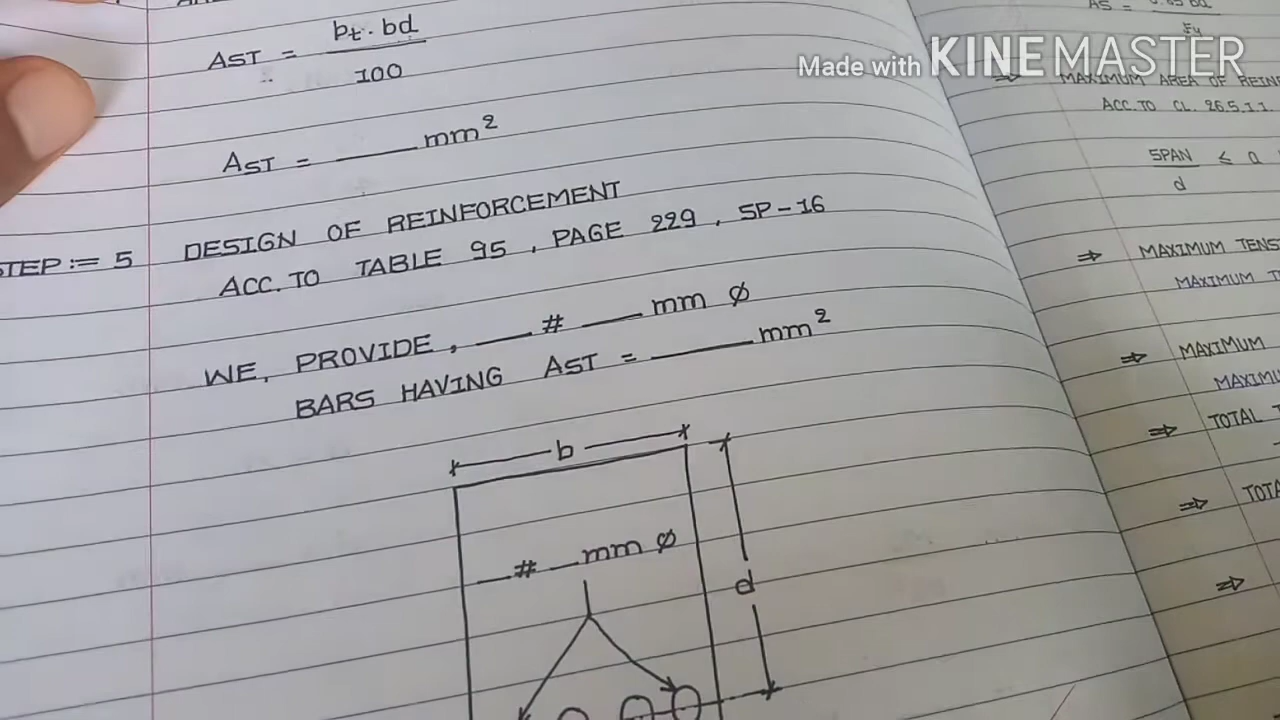 AST = pt . bd
100
AST = ____ mm²
STEP := 5 DESIGN OF REINFORCEMENT
ACC. TO TABLE 95 , PAGE 229 , SP-16
WE, PROVIDE , ___ # ___ mm ø
BARS HAVING AST = ____ mm²
b
__ # __ mm ø
d
Made with KINEMASTER
AS =
⇒ MAXIMUM AREA OF
ACC. TO CL. 26.5.1.1
SPAN ≤ a
d
⇒ MAXIMUM
MAXIMUM
⇒ MAXIMUM
⇒ TOTAL
⇒
⇒